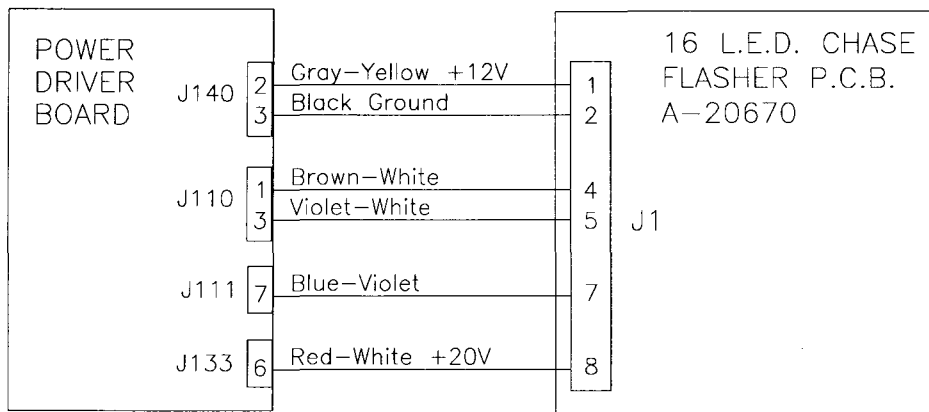 POWER
DRIVER
BOARD
16 L.E.D. CHASE
FLASHER P.C.B.
A-20670
J140 2 Gray-Yellow +12V 1
3 Black Ground 2
J110 1 Brown-White 4
3 Violet-White 5
J1
J111 7 Blue-Violet 7
J133 6 Red-White +20V 8